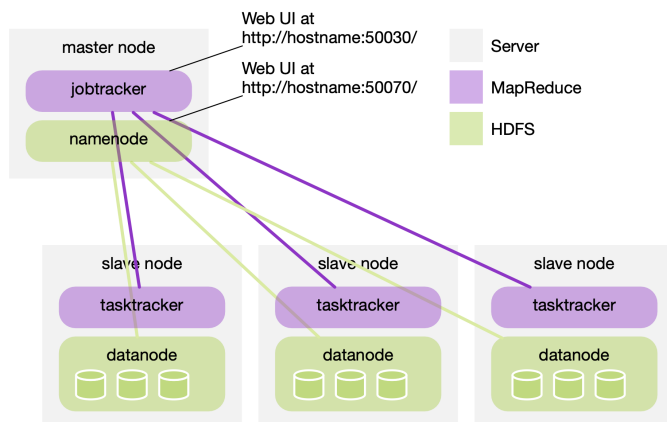 Web UI at
http://hostname:50030/
master node
Web UI at
http://hostname:50070/
jobtracker
namenode
Server
MapReduce
HDFS
slave node
tasktracker
datanode
slave node
tasktracker
datanode
slave node
tasktracker
datanode